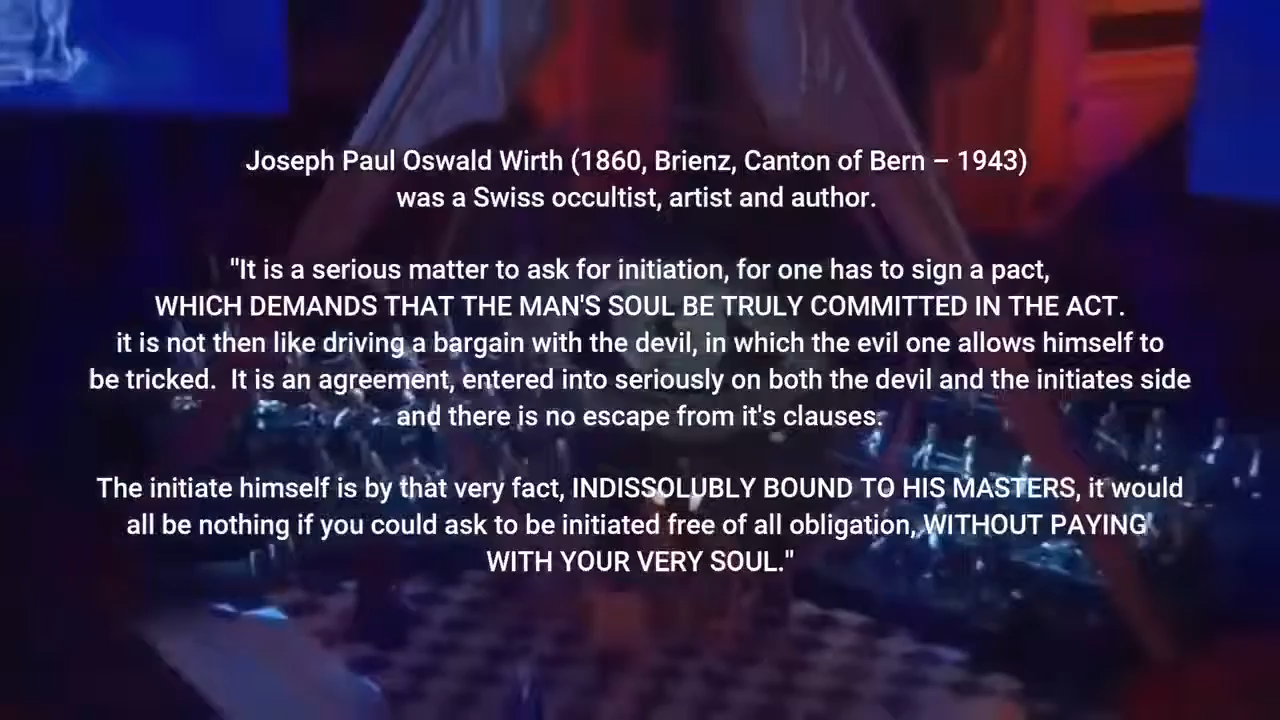 Joseph Paul Oswald Wirth (1860, Brienz, Canton of Bern – 1943)
was a Swiss occultist, artist and author.
"It is a serious matter to ask for initiation, for one has to sign a pact,
WHICH DEMANDS THAT THE MAN'S SOUL BE TRULY COMMITTED IN THE ACT.
it is not then like driving a bargain with the devil, in which the evil one allows himself to
be tricked.  It is an agreement, entered into seriously on both the devil and the initiates side
and there is no escape from it's clauses.
The initiate himself is by that very fact, INDISSOLUBLY BOUND TO HIS MASTERS, it would
all be nothing if you could ask to be initiated free of all obligation, WITHOUT PAYING
WITH YOUR VERY SOUL."